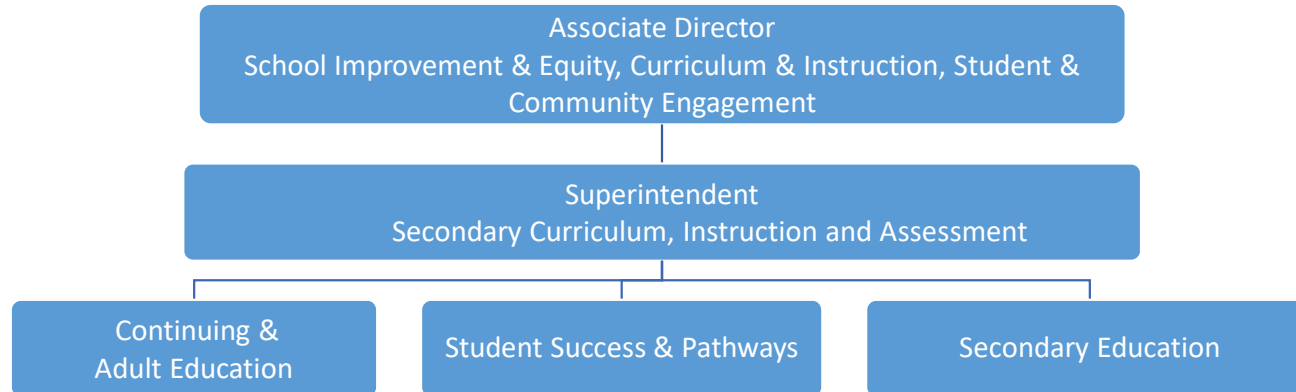 Associate Director
School Improvement & Equity, Curriculum & Instruction, Student &
Community Engagement
Superintendent
Secondary Curriculum, Instruction and Assessment
Continuing &
Adult Education
Student Success & Pathways
Secondary Education